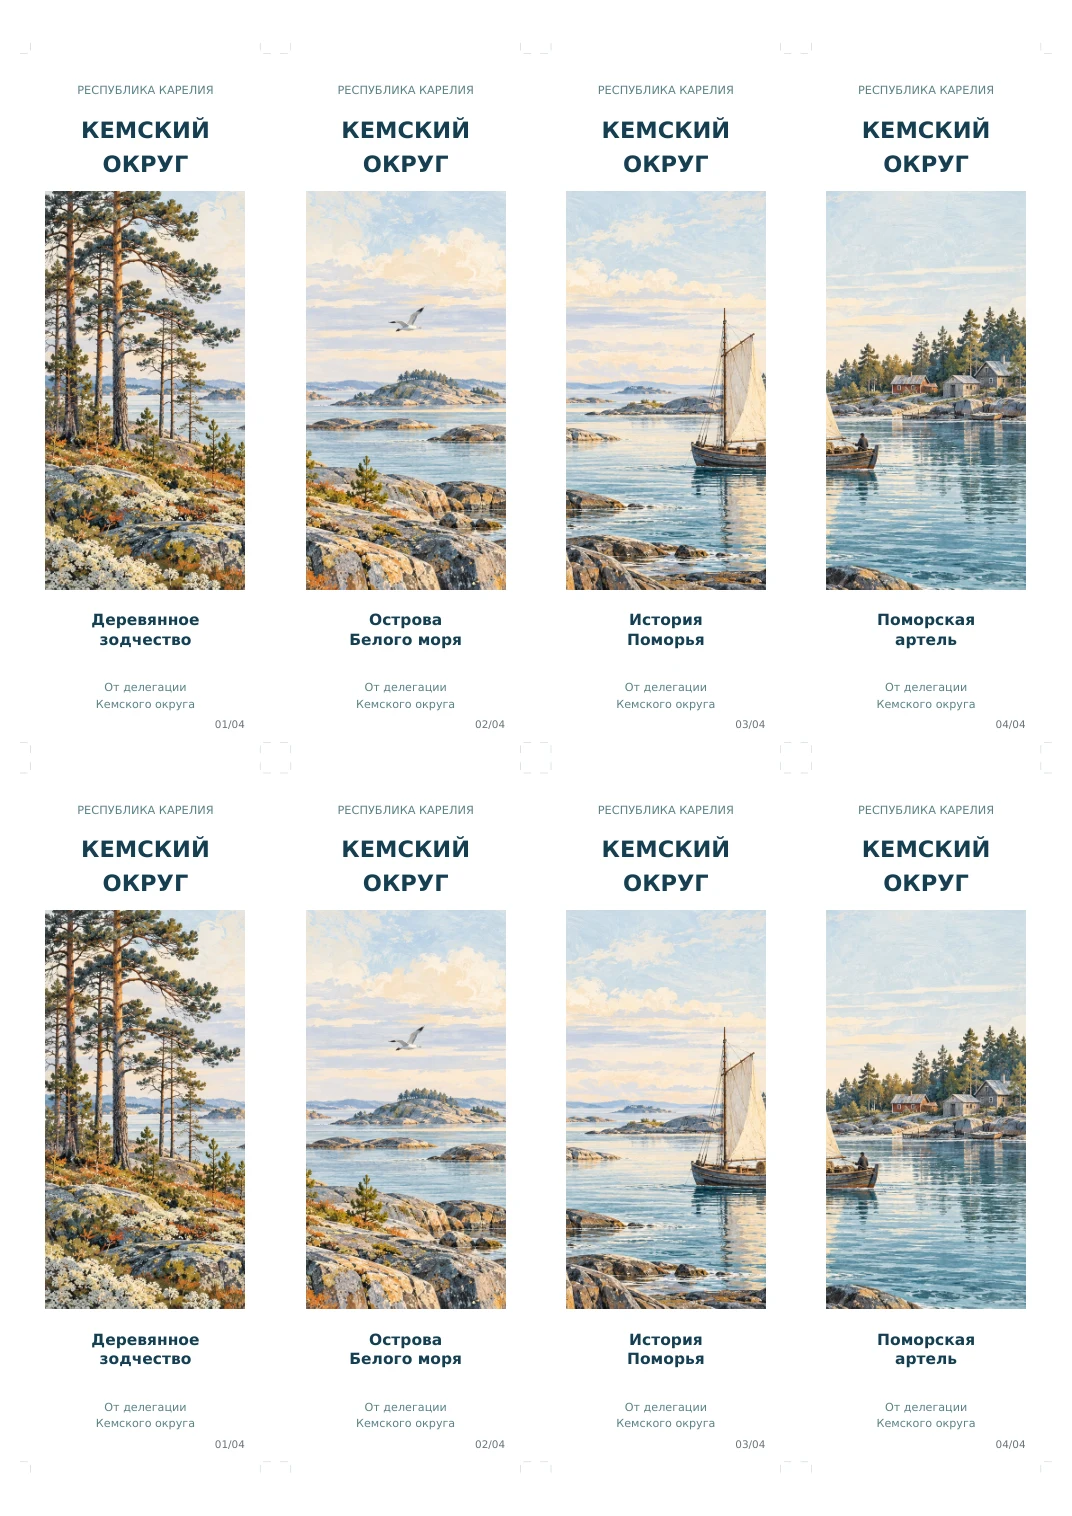 РЕСПУБЛИКА КАРЕЛИЯ
КЕМСКИЙ
ОКРУГ
Деревянное
зодчество
От делегации
Кемского округа
01/04
РЕСПУБЛИКА КАРЕЛИЯ
КЕМСКИЙ
ОКРУГ
Острова
Белого моря
От делегации
Кемского округа
02/04
РЕСПУБЛИКА КАРЕЛИЯ
КЕМСКИЙ
ОКРУГ
История
Поморья
От делегации
Кемского округа
03/04
РЕСПУБЛИКА КАРЕЛИЯ
КЕМСКИЙ
ОКРУГ
Поморская
артель
От делегации
Кемского округа
04/04
РЕСПУБЛИКА КАРЕЛИЯ
КЕМСКИЙ
ОКРУГ
Деревянное
зодчество
От делегации
Кемского округа
01/04
РЕСПУБЛИКА КАРЕЛИЯ
КЕМСКИЙ
ОКРУГ
Острова
Белого моря
От делегации
Кемского округа
02/04
РЕСПУБЛИКА КАРЕЛИЯ
КЕМСКИЙ
ОКРУГ
История
Поморья
От делегации
Кемского округа
03/04
РЕСПУБЛИКА КАРЕЛИЯ
КЕМСКИЙ
ОКРУГ
Поморская
артель
От делегации
Кемского округа
04/04